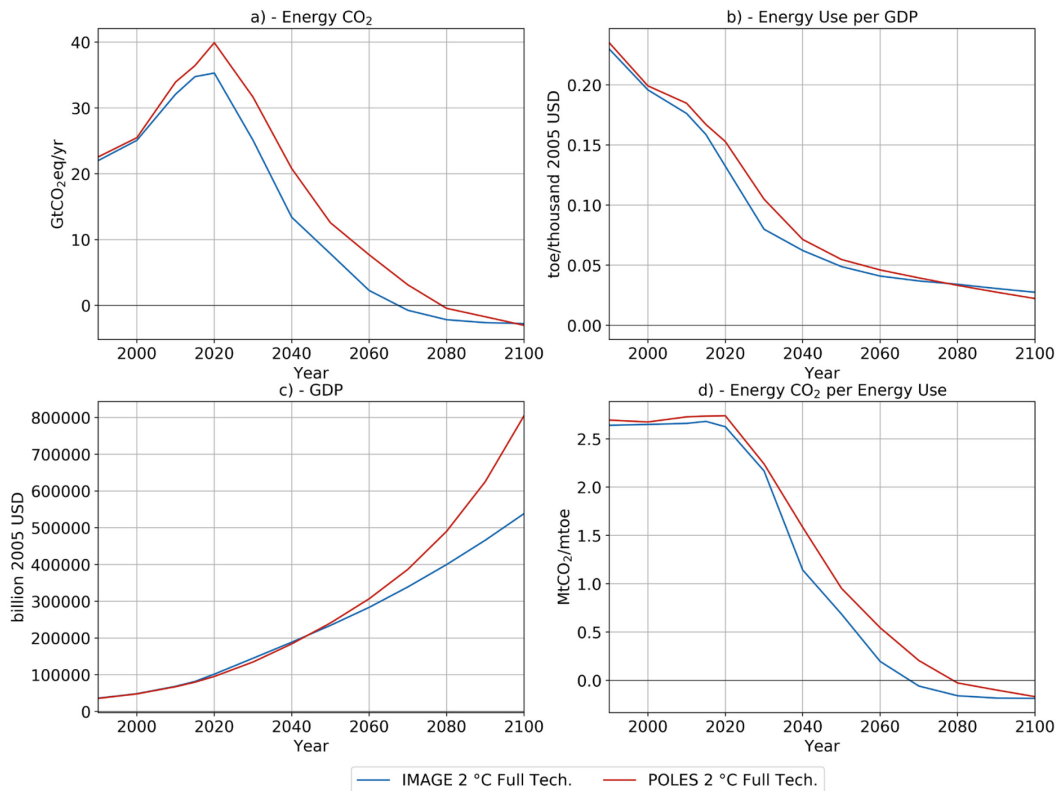 a) - Energy CO₂
40
30
20
10
0
GtCO₂eq/yr
2000 2020 2040 2060 2080 2100
Year
b) - Energy Use per GDP
0.20
0.15
0.10
0.05
0.00
toe/thousand 2005 USD
2000 2020 2040 2060 2080 2100
Year
c) - GDP
800000
700000
600000
500000
400000
300000
200000
100000
0
billion 2005 USD
2000 2020 2040 2060 2080 2100
Year
d) - Energy CO₂ per Energy Use
2.5
2.0
1.5
1.0
0.5
0.0
MtCO₂/mtoe
2000 2020 2040 2060 2080 2100
Year
IMAGE 2 °C Full Tech. POLES 2 °C Full Tech.